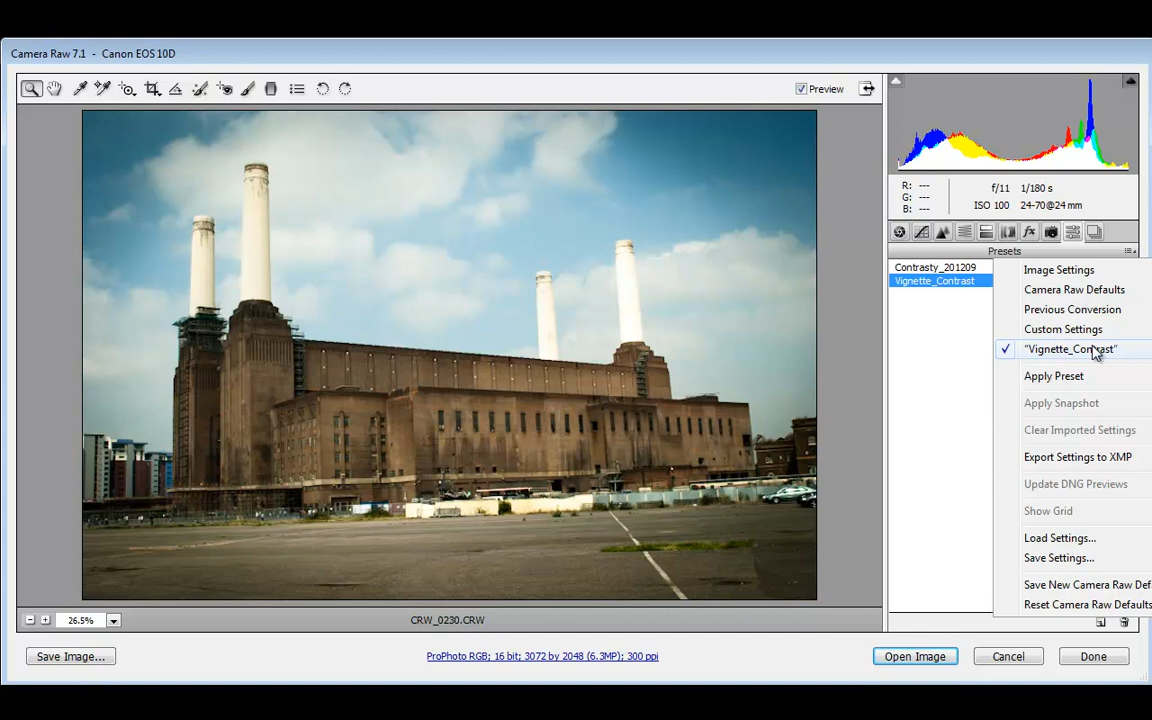 Camera Raw 7.1 - Canon EOS 10D
Preview
R: ---
G: ---
B: ---
f/11 1/180 s
ISO 100 24-70@24 mm
fx
Presets
Contrasty_201209
Vignette_Contrast
Image Settings
Camera Raw Defaults
Previous Conversion
Custom Settings
"Vignette_Contrast"
Apply Preset
Apply Snapshot
Clear Imported Settings
Export Settings to XMP
Update DNG Previews
Show Grid
Load Settings...
Save Settings...
Save New Camera Raw Def
Reset Camera Raw Defaults
26.5%
CRW_0230.CRW
Save Image...
ProPhoto RGB; 16 bit; 3072 by 2048 (6.3MP); 300 ppi
Open Image
Cancel
Done